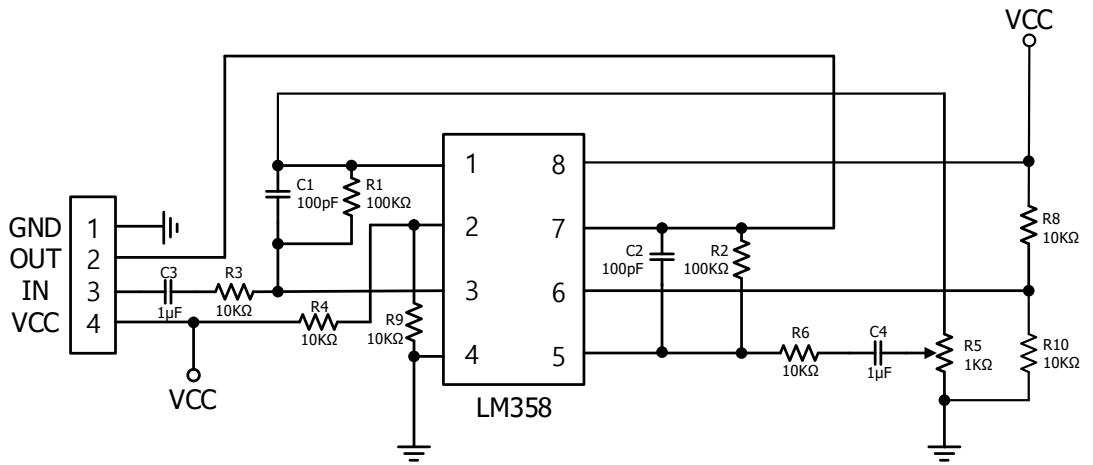 VCC
C1
100pF
R1
100KΩ
1
2
3
4
8
7
6
5
LM358
GND 1
OUT 2
IN 3
VCC 4
C3
1μF
R3
10KΩ
R4
10KΩ
VCC
R9
10KΩ
C2
100pF
R2
100KΩ
R6
10KΩ
C4
1μF
R5
1KΩ
R8
10KΩ
R10
10KΩ